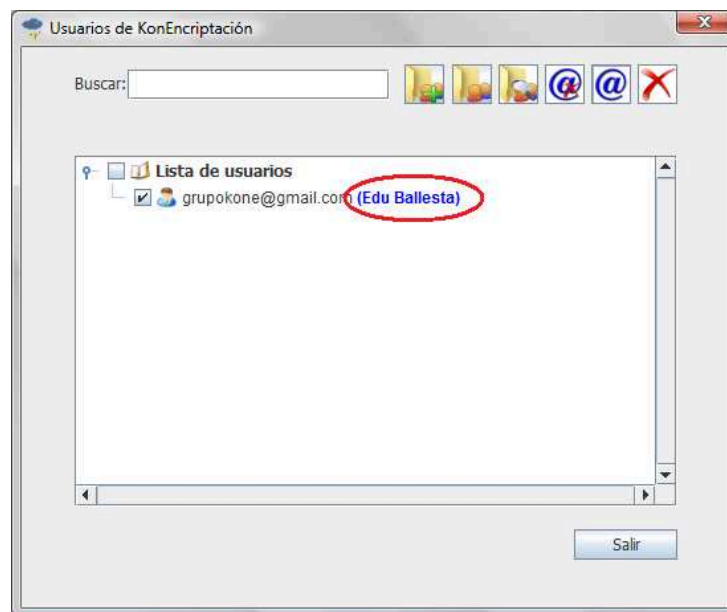 Usuarios de KonEncriptación
Buscar:
Lista de usuarios
grupokone@gmail.com (Edu Ballesta)
Salir